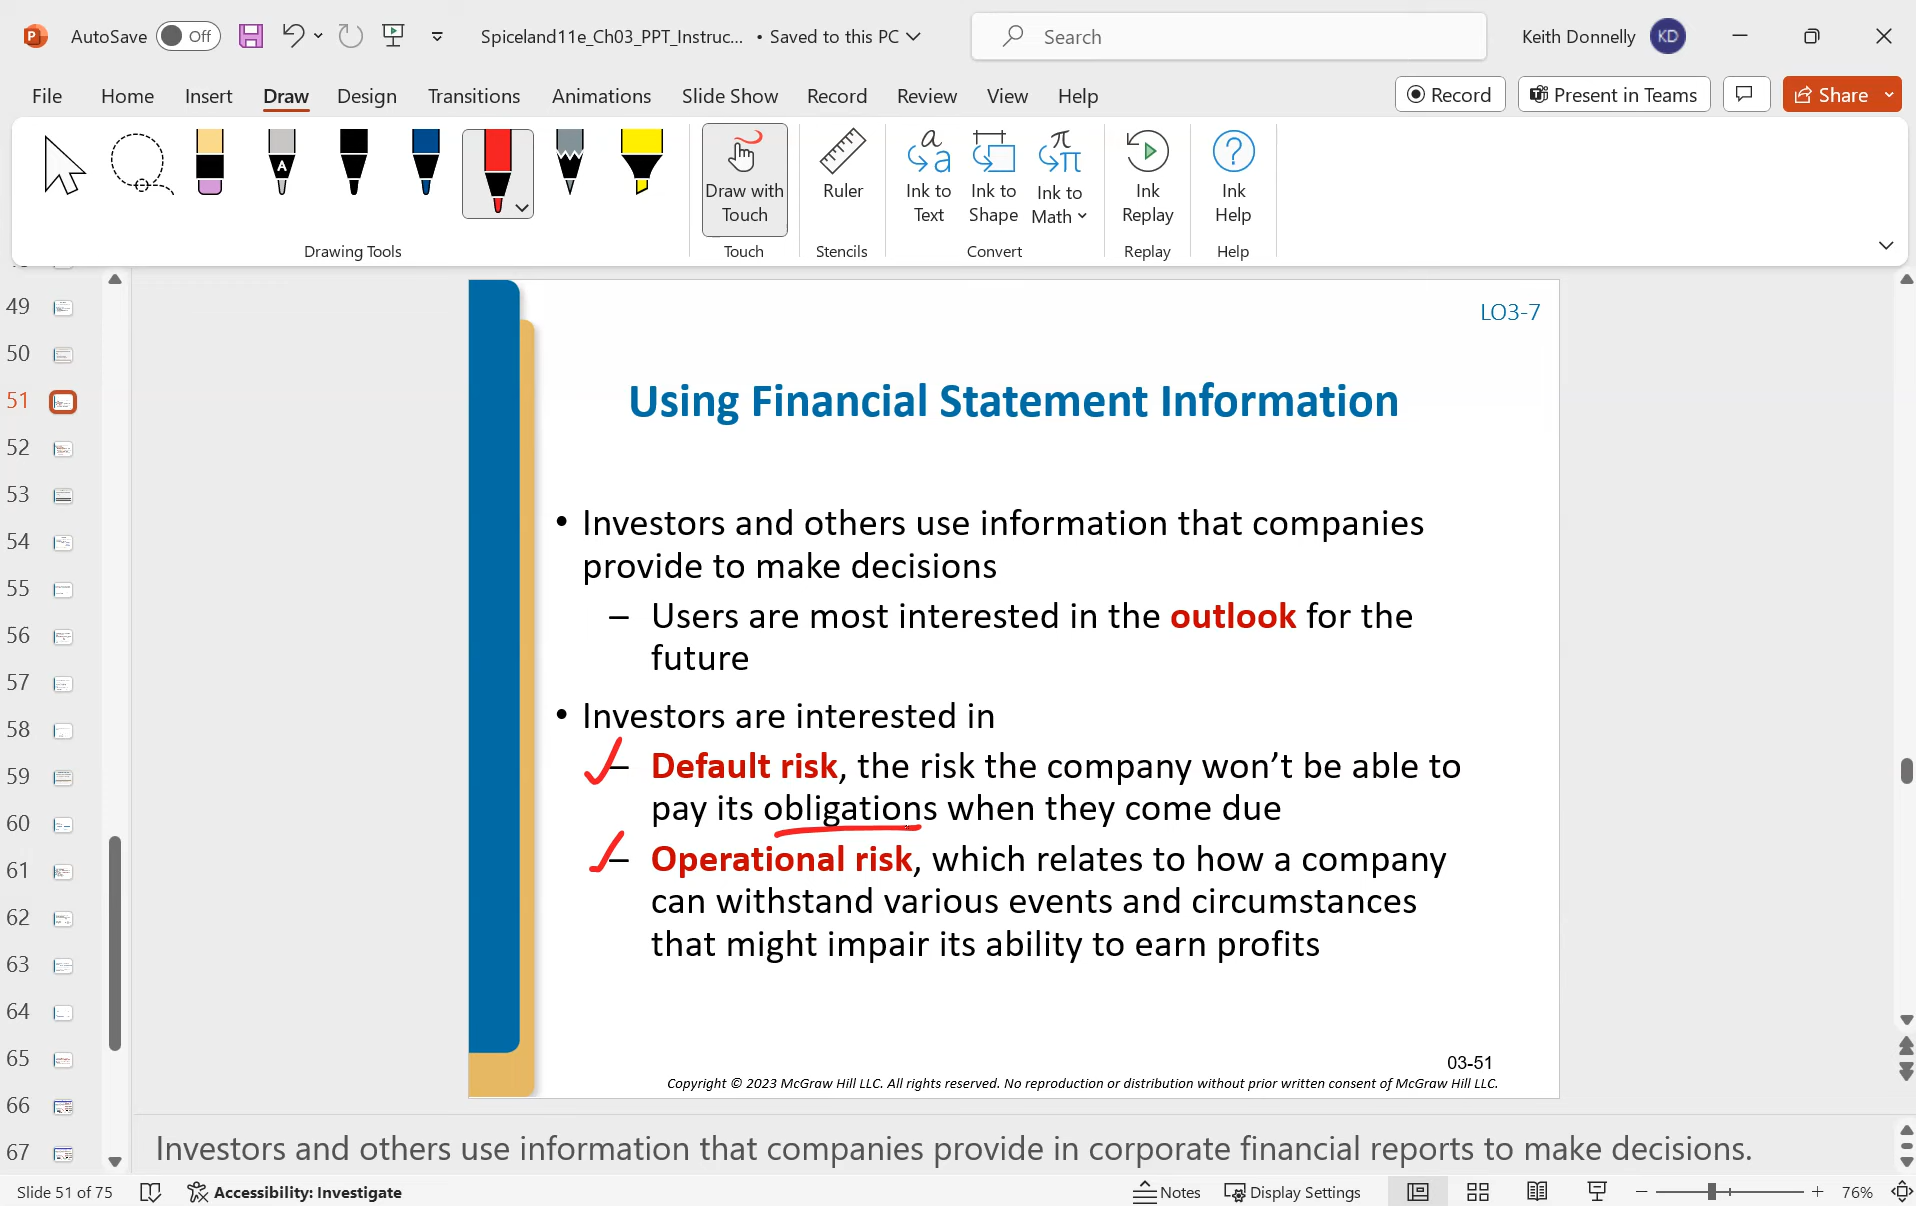 AutoSave Off Spiceland11e_Ch03_PPT_Instruc... • Saved to this PC Search Keith Donnelly KD
File Home Insert Draw Design Transitions Animations Slide Show Record Review View Help Record Present in Teams Share
Draw with Touch
Ruler
Ink to Text
Ink to Shape
Ink to Math
Ink Replay
Ink Help
Drawing Tools Touch Stencils Convert Replay Help
49
50
51
52
53
54
55
56
57
58
59
60
61
62
63
64
65
66
67
LO3-7
Using Financial Statement Information
• Investors and others use information that companies
provide to make decisions
– Users are most interested in the outlook for the
future
• Investors are interested in
– Default risk, the risk the company won’t be able to
pay its obligations when they come due
– Operational risk, which relates to how a company
can withstand various events and circumstances
that might impair its ability to earn profits
03-51
Copyright © 2023 McGraw Hill LLC. All rights reserved. No reproduction or distribution without prior written consent of McGraw Hill LLC.
Investors and others use information that companies provide in corporate financial reports to make decisions.
Slide 51 of 75 Accessibility: Investigate Notes Display Settings 76%